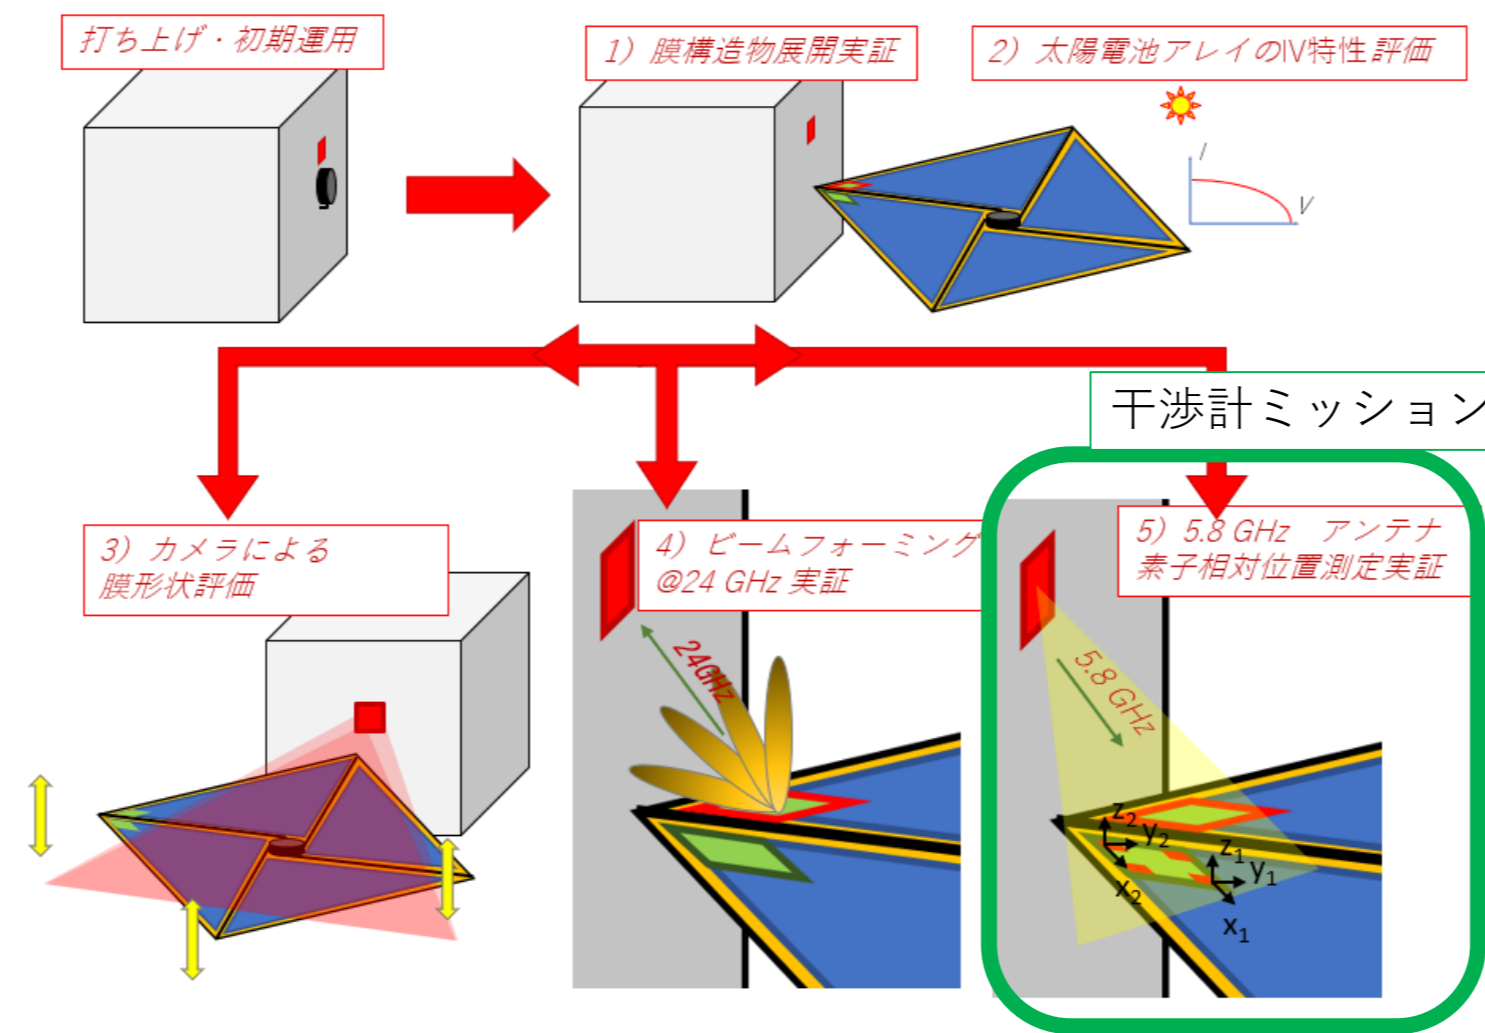 打ち上げ・初期運用
1）膜構造物展開実証
2）太陽電池アレイのIV特性評価
I
V
干渉計ミッション
3）カメラによる
膜形状評価
4）ビームフォーミング
@24 GHz 実証
24GHz
5）5.8 GHz　アンテナ
素子相対位置測定実証
5.8 GHz
z₂
y₂
x₂
z₁
y₁
x₁